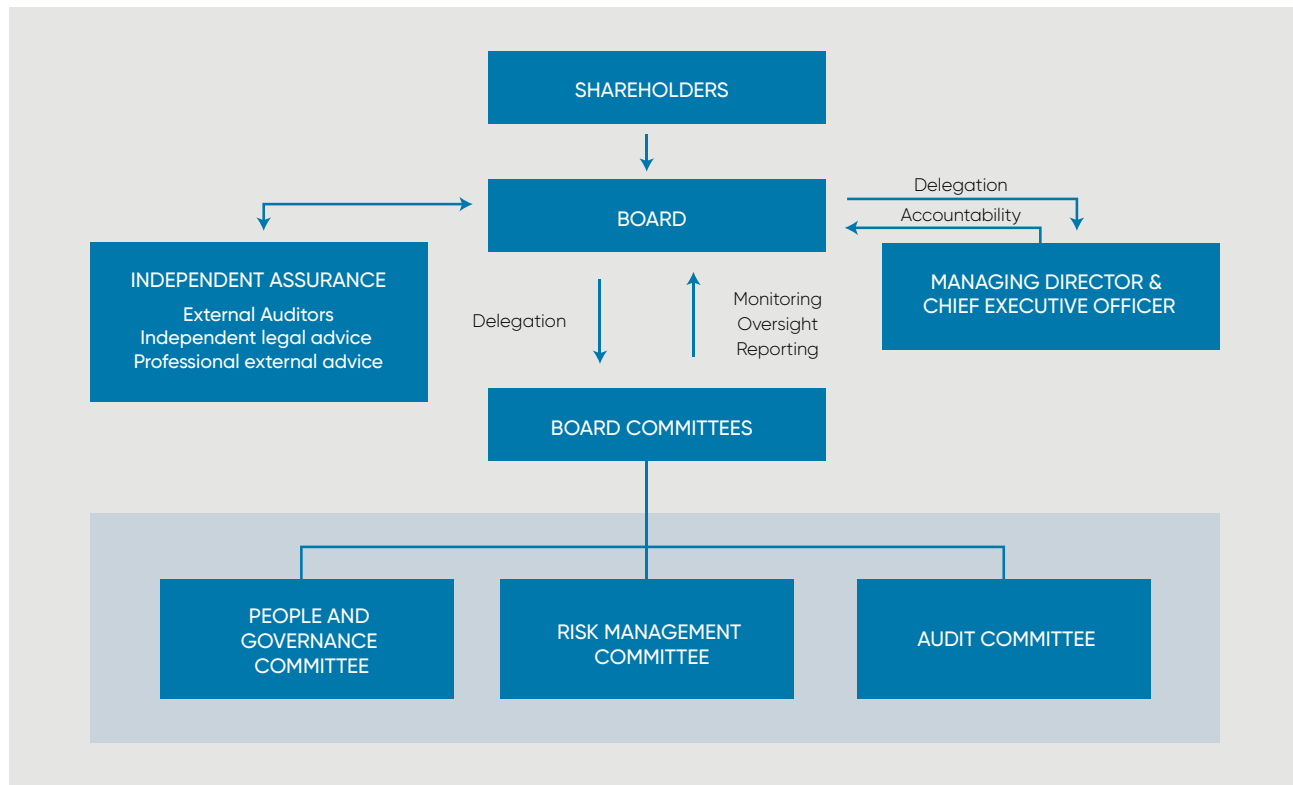 SHAREHOLDERS
BOARD
Delegation
Accountability
INDEPENDENT ASSURANCE
External Auditors
Independent legal advice
Professional external advice
Delegation
Monitoring
Oversight
Reporting
MANAGING DIRECTOR &
CHIEF EXECUTIVE OFFICER
BOARD COMMITTEES
PEOPLE AND
GOVERNANCE
COMMITTEE
RISK MANAGEMENT
COMMITTEE
AUDIT COMMITTEE